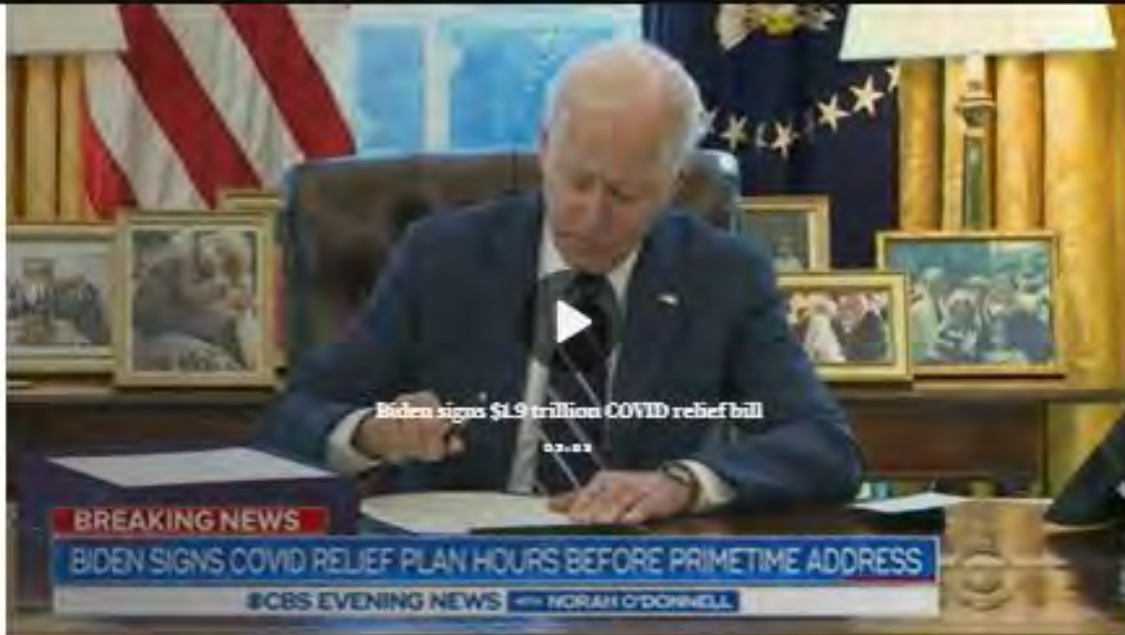 Biden signs $1.9 trillion COVID relief bill
BREAKING NEWS
BIDEN SIGNS COVID RELIEF PLAN HOURS BEFORE PRIMETIME ADDRESS
CBS EVENING NEWS WITH NORAH O'DONNELL